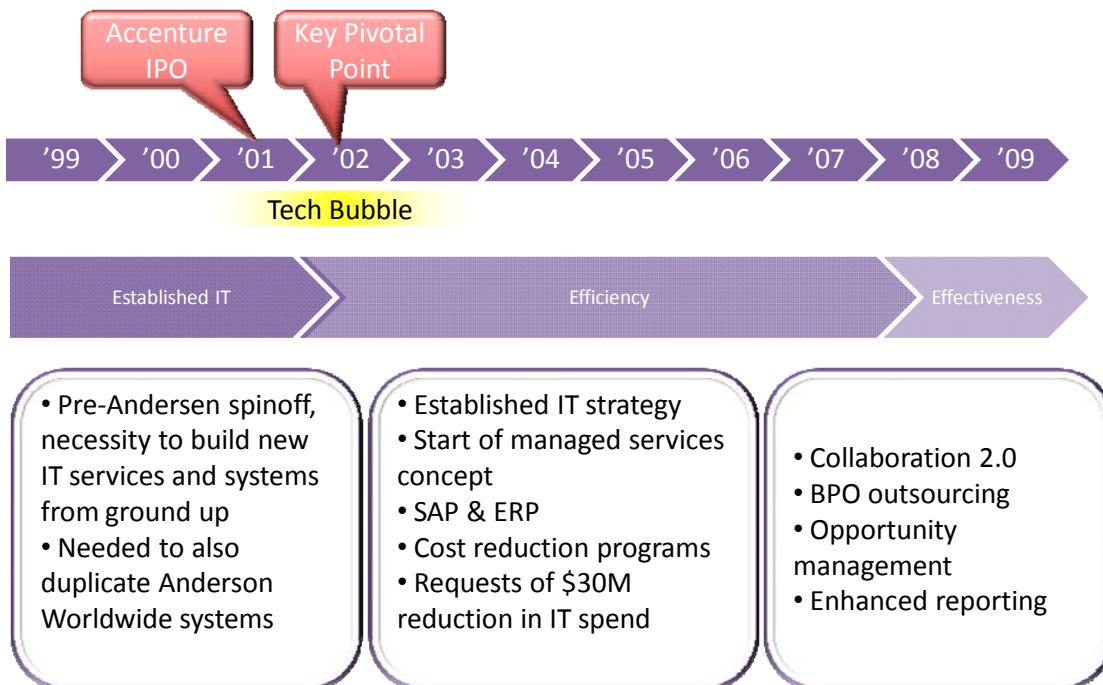 Accenture
IPO
Key Pivotal
Point
’99
’00
’01
’02
’03
’04
’05
’06
’07
’08
’09
Tech Bubble
Established IT
Efficiency
Effectiveness
• Pre-Andersen spinoff,
necessity to build new
IT services and systems
from ground up
• Needed to also
duplicate Anderson
Worldwide systems
• Established IT strategy
• Start of managed services
concept
• SAP & ERP
• Cost reduction programs
• Requests of $30M
reduction in IT spend
• Collaboration 2.0
• BPO outsourcing
• Opportunity
management
• Enhanced reporting